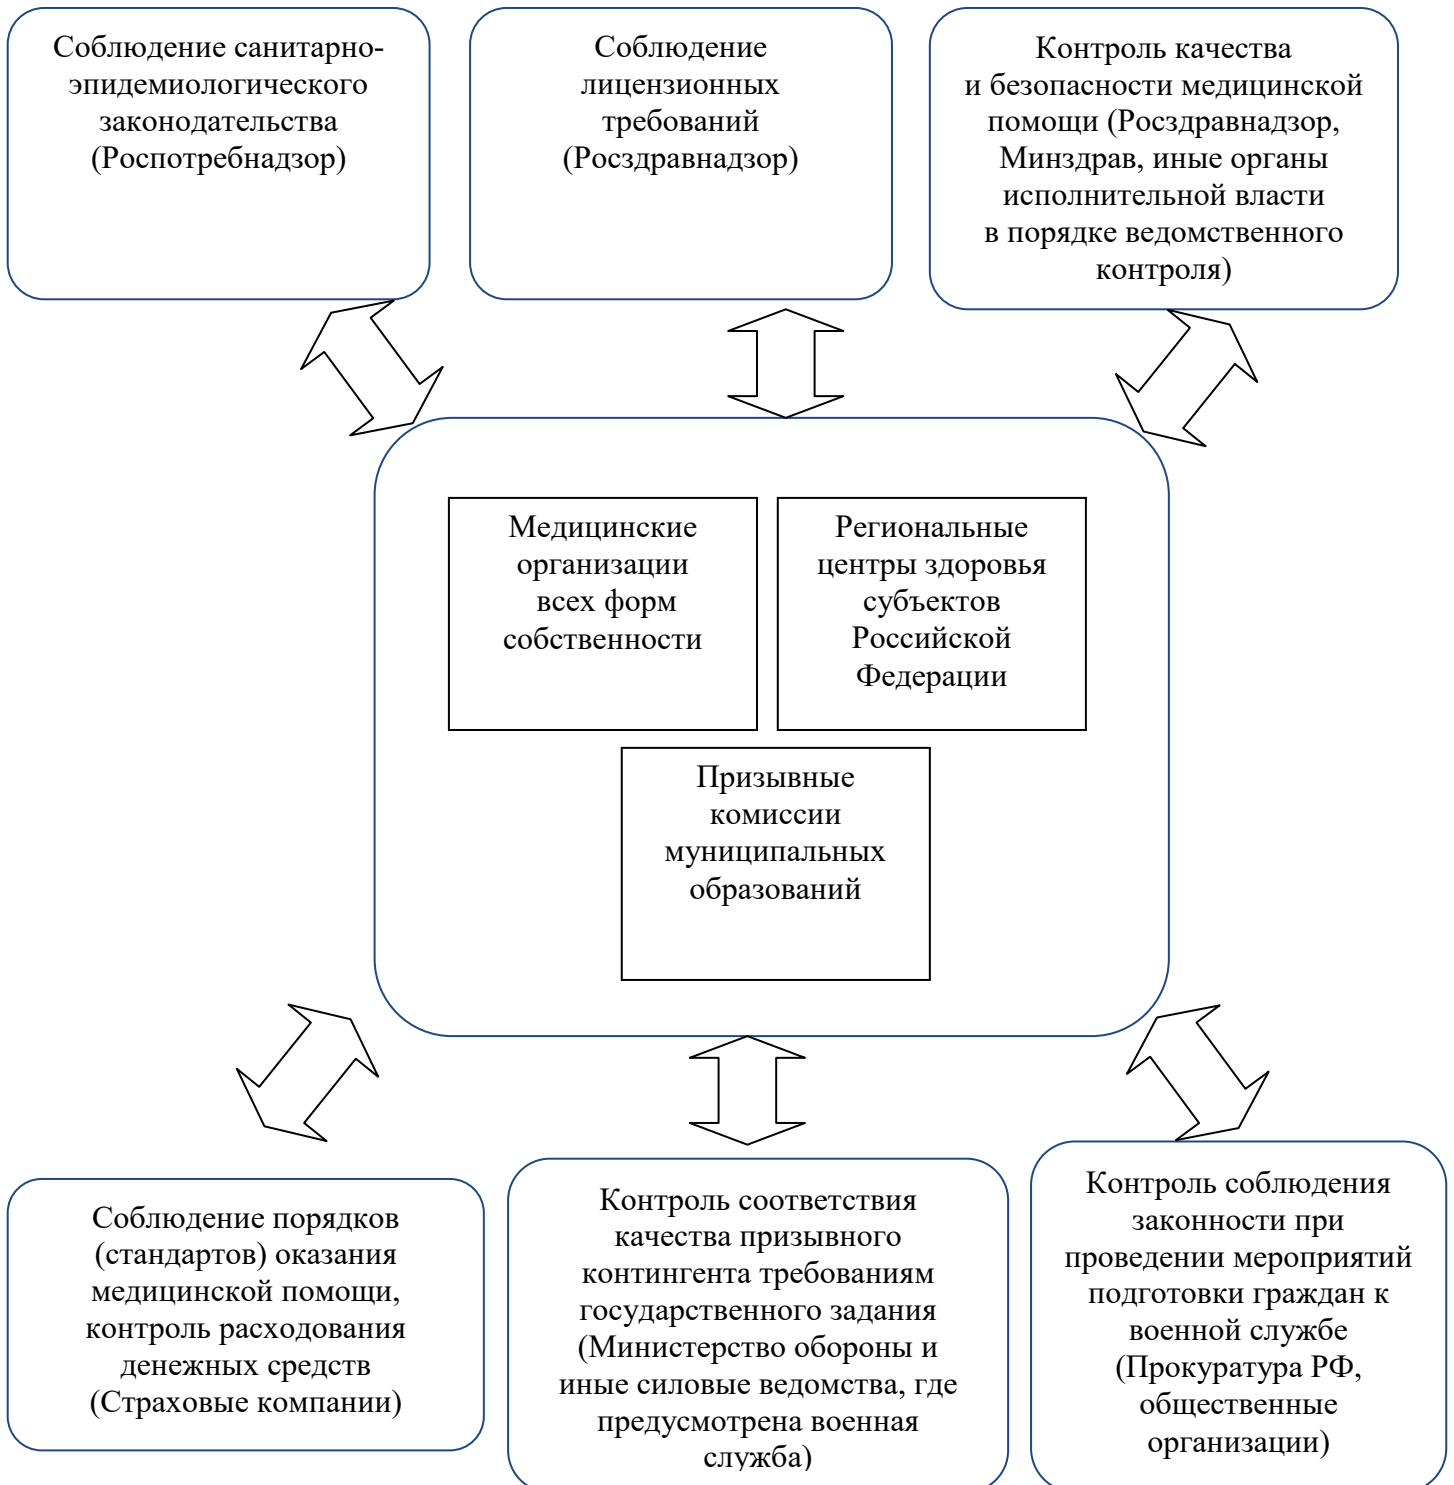 Соблюдение санитарно-
эпидемиологического
законодательства
(Роспотребнадзор)
Соблюдение
лицензионных
требований
(Росздравнадзор)
Контроль качества
и безопасности медицинской
помощи (Росздравнадзор,
Минздрав, иные органы
исполнительной власти
в порядке ведомственного
контроля)
Медицинские
организации
всех форм
собственности
Региональные
центры здоровья
субъектов
Российской
Федерации
Призывные
комиссии
муниципальных
образований
Соблюдение порядков
(стандартов) оказания
медицинской помощи,
контроль расходования
денежных средств
(Страховые компании)
Контроль соответствия
качества призывного
контингента требованиям
государственного задания
(Министерство обороны и
иные силовые ведомства, где
предусмотрена военная
служба)
Контроль соблюдения
законности при
проведении мероприятий
подготовки граждан к
военной службе
(Прокуратура РФ,
общественные
организации)